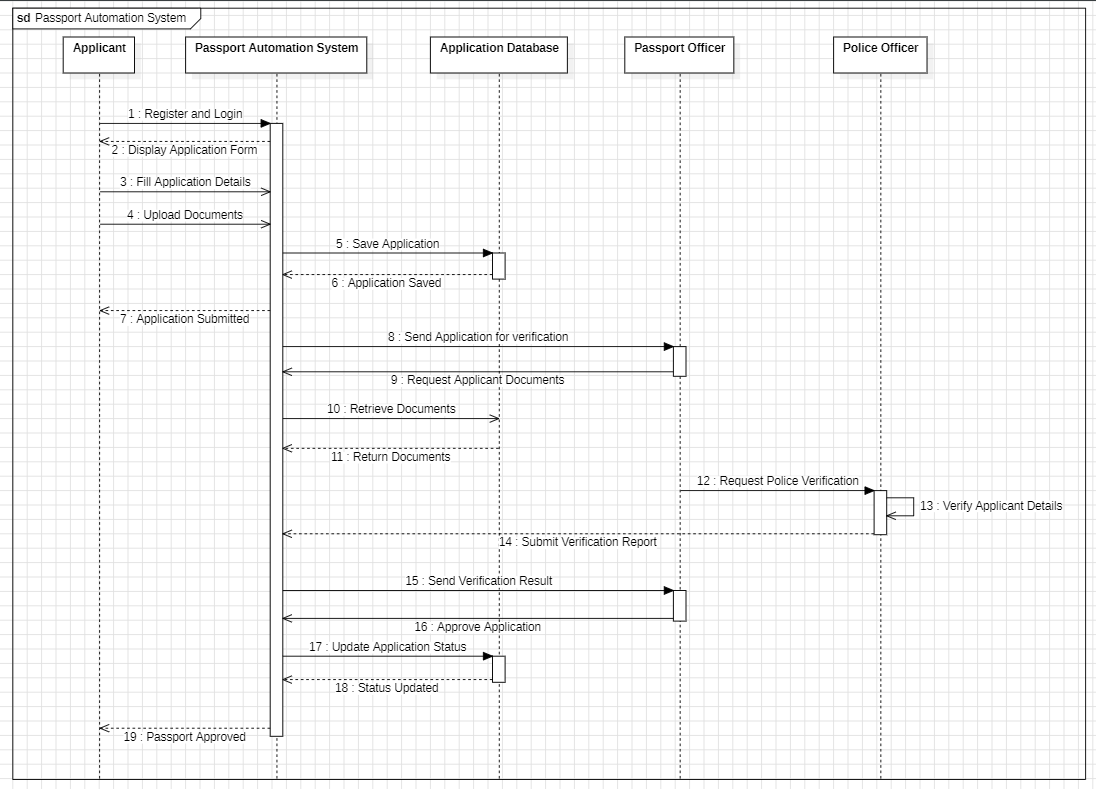 sd Passport Automation System
Applicant
Passport Automation System
Application Database
Passport Officer
Police Officer
1 : Register and Login
2 : Display Application Form
3 : Fill Application Details
4 : Upload Documents
5 : Save Application
6 : Application Saved
7 : Application Submitted
8 : Send Application for verification
9 : Request Applicant Documents
10 : Retrieve Documents
11 : Return Documents
12 : Request Police Verification
13 : Verify Applicant Details
14 : Submit Verification Report
15 : Send Verification Result
16 : Approve Application
17 : Update Application Status
18 : Status Updated
19 : Passport Approved